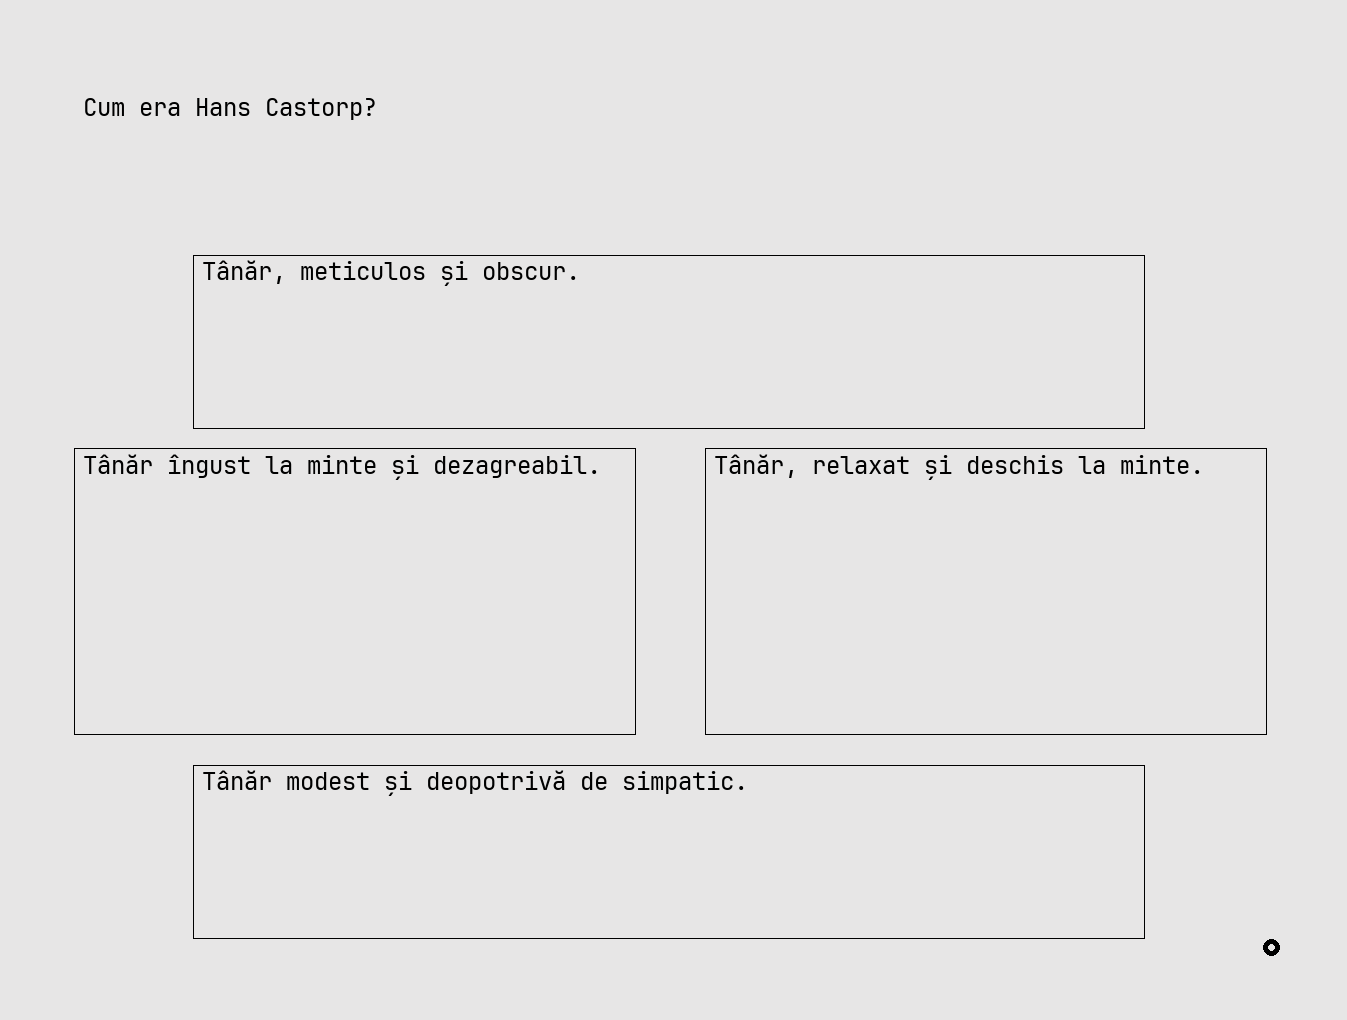 Cum era Hans Castorp?
Tânăr, meticulos și obscur.
Tânăr îngust la minte și dezagreabil.
Tânăr, relaxat și deschis la minte.
Tânăr modest și deopotrivă de simpatic.